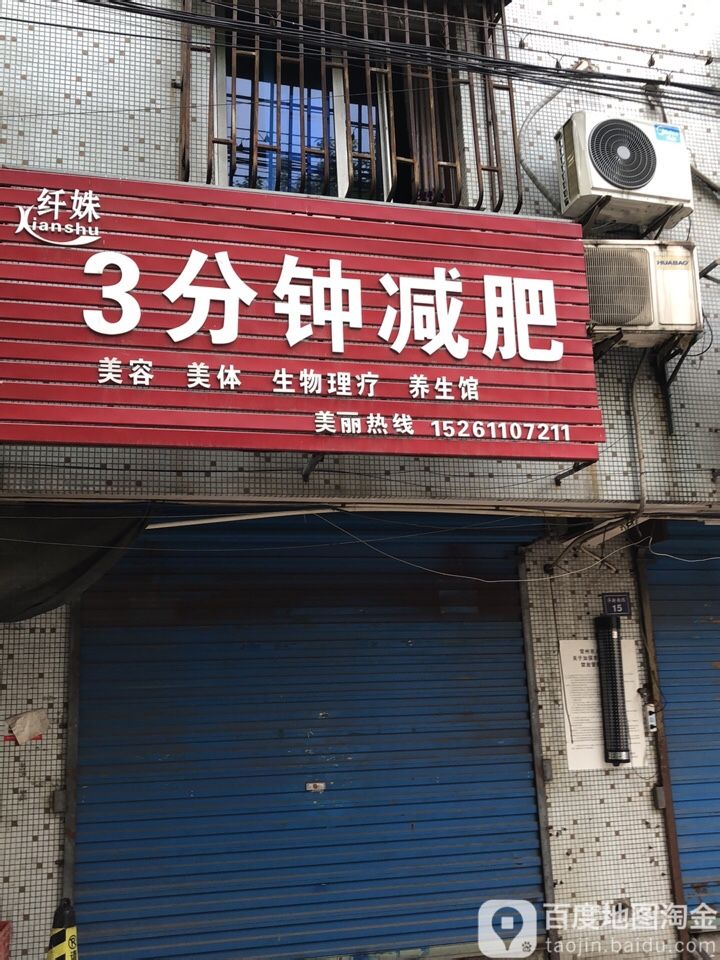 纤姝
Xianshu
3分钟减肥
美容 美体 生物理疗 养生馆
美丽热线 15261107211
HUABAO
15
百度地图淘金
taojin.baidu.com